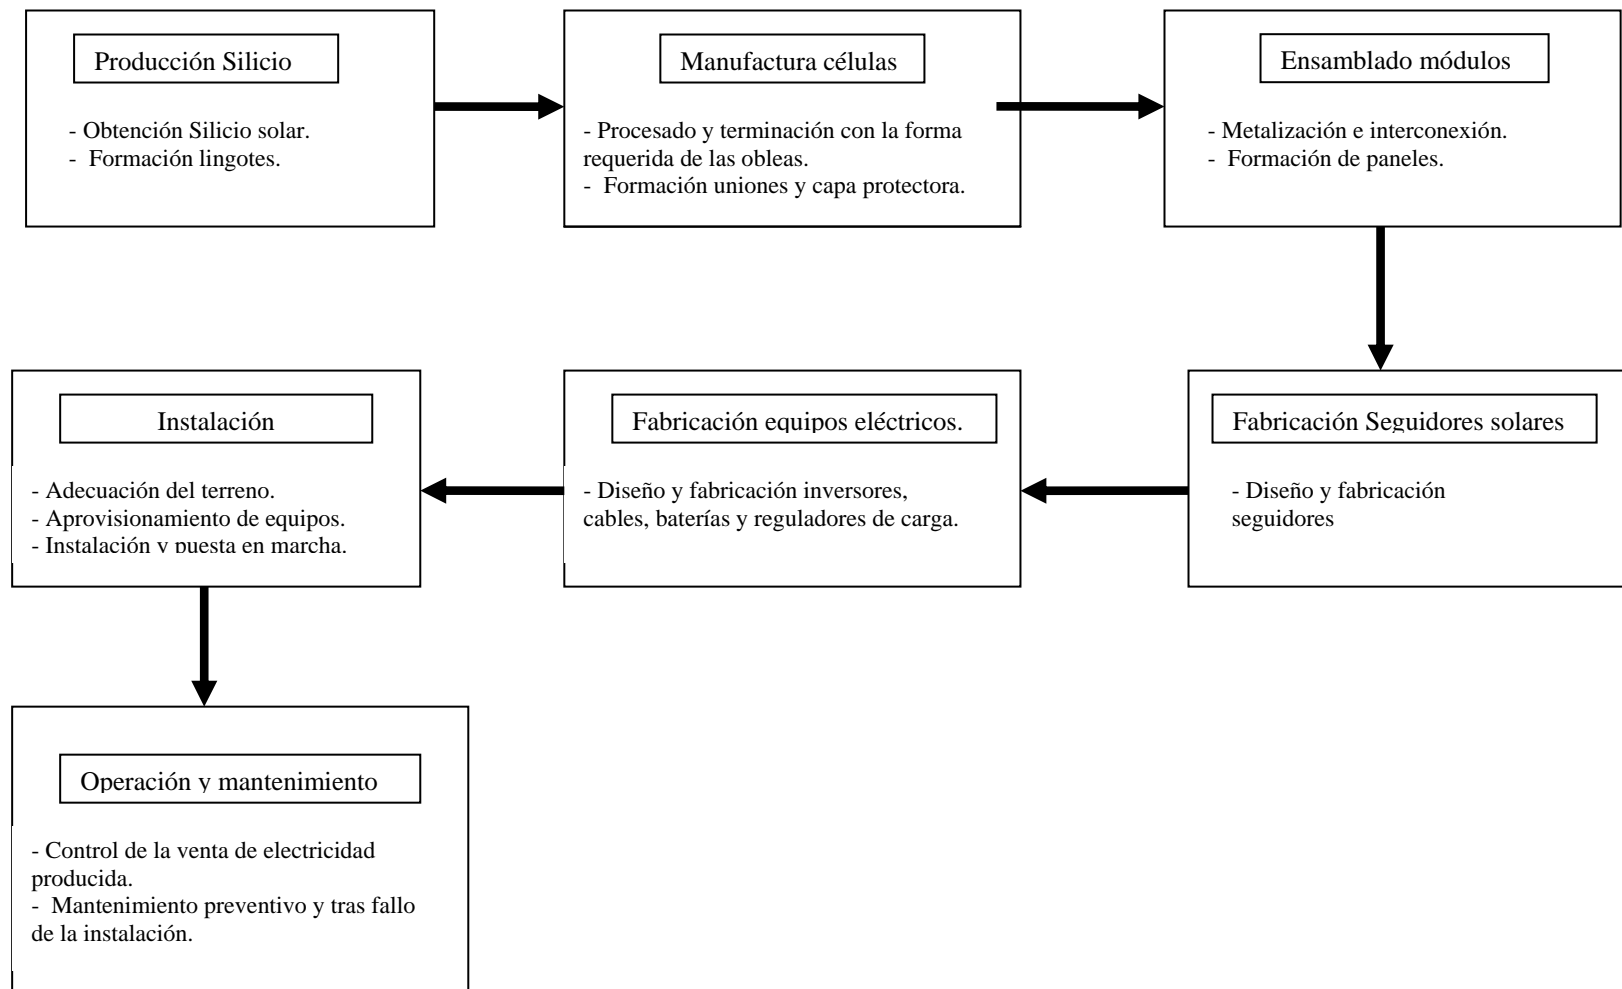 Producción Silicio
- Obtención Silicio solar.
-  Formación lingotes.
Manufactura células
- Procesado y terminación con la forma
requerida de las obleas.
-  Formación uniones y capa protectora.
Ensamblado módulos
- Metalización e interconexión.
-  Formación de paneles.
Fabricación Seguidores solares
- Diseño y fabricación
seguidores
Fabricación equipos eléctricos.
- Diseño y fabricación inversores,
cables, baterías y reguladores de carga.
Instalación
- Adecuación del terreno.
- Aprovisionamiento de equipos.
- Instalación y puesta en marcha.
Operación y mantenimiento
- Control de la venta de electricidad
producida.
-  Mantenimiento preventivo y tras fallo
de la instalación.